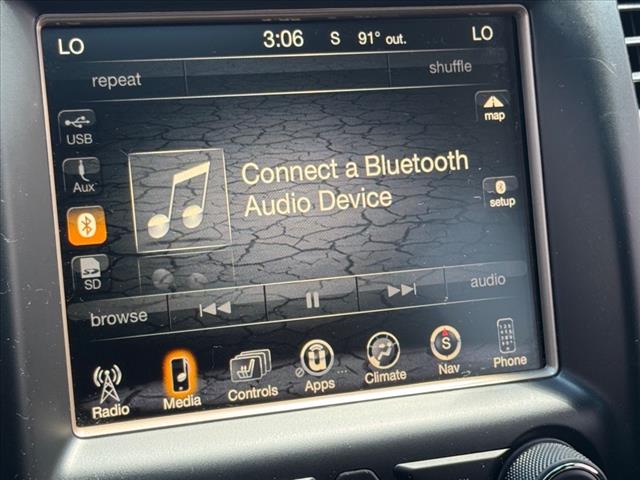 LO 3:06 S 91° out. LO
repeat shuffle
USB
map
Aux
Connect a Bluetooth
Audio Device
setup
SD
browse audio
Radio Media Controls Apps Climate S Nav Phone